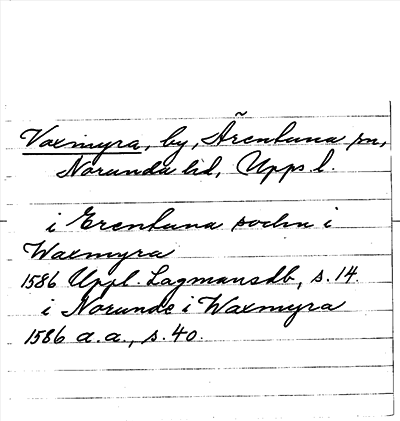 Vaxmyra, by, Ärentuna sn,
Norunda hd, Upps. l.
i Erentuna sochn i
Waxmyra
1586 Uppl. Lagmansdb, s. 14.
i Norunde i Waxmyra
1586 a.a., s. 40.